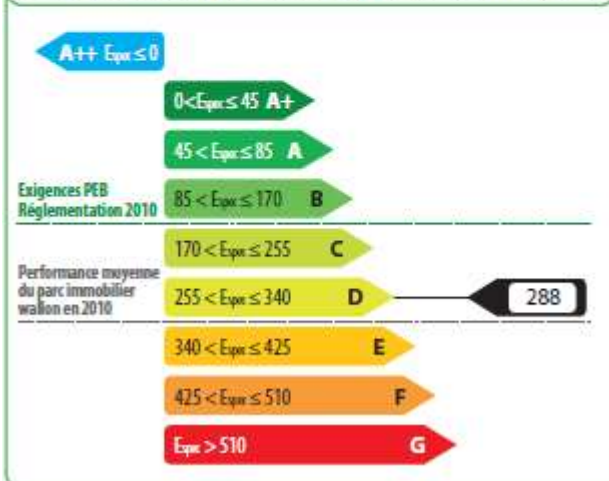 A++ Espec ≤ 0
0 < Espec ≤ 45 A+
45 < Espec ≤ 85 A
Exigences PEB
Réglementation 2010
85 < Espec ≤ 170 B
170 < Espec ≤ 255 C
Performance moyenne
du parc immobilier
wallon en 2010
255 < Espec ≤ 340 D
288
340 < Espec ≤ 425 E
425 < Espec ≤ 510 F
Espec > 510 G